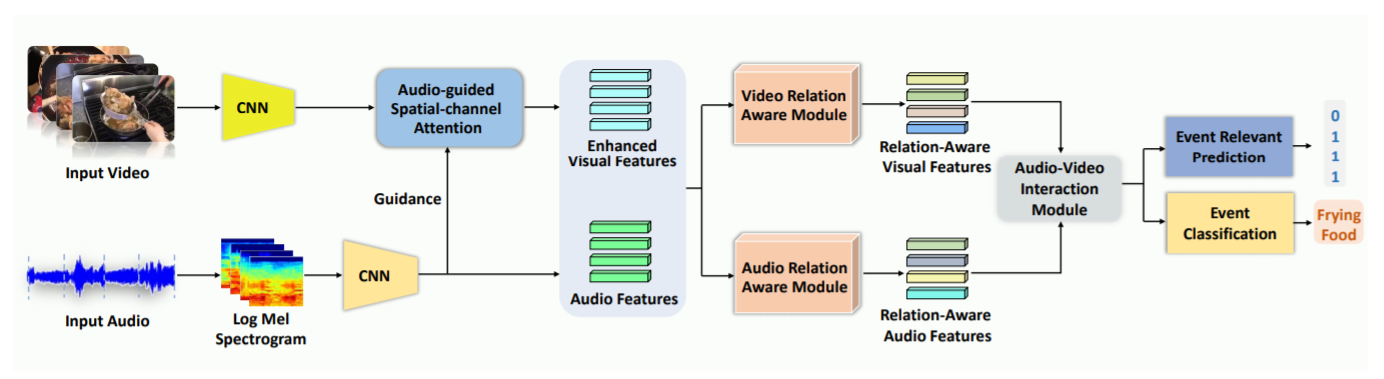 Input Video
CNN
Audio-guided
Spatial-channel
Attention
Guidance
Input Audio
Log Mel
Spectrogram
CNN
Enhanced
Visual Features
Audio Features
Video Relation
Aware Module
Audio Relation
Aware Module
Relation-Aware
Visual Features
Relation-Aware
Audio Features
Audio-Video
Interaction
Module
Event Relevant
Prediction
0
1
1
1
Event
Classification
Frying
Food